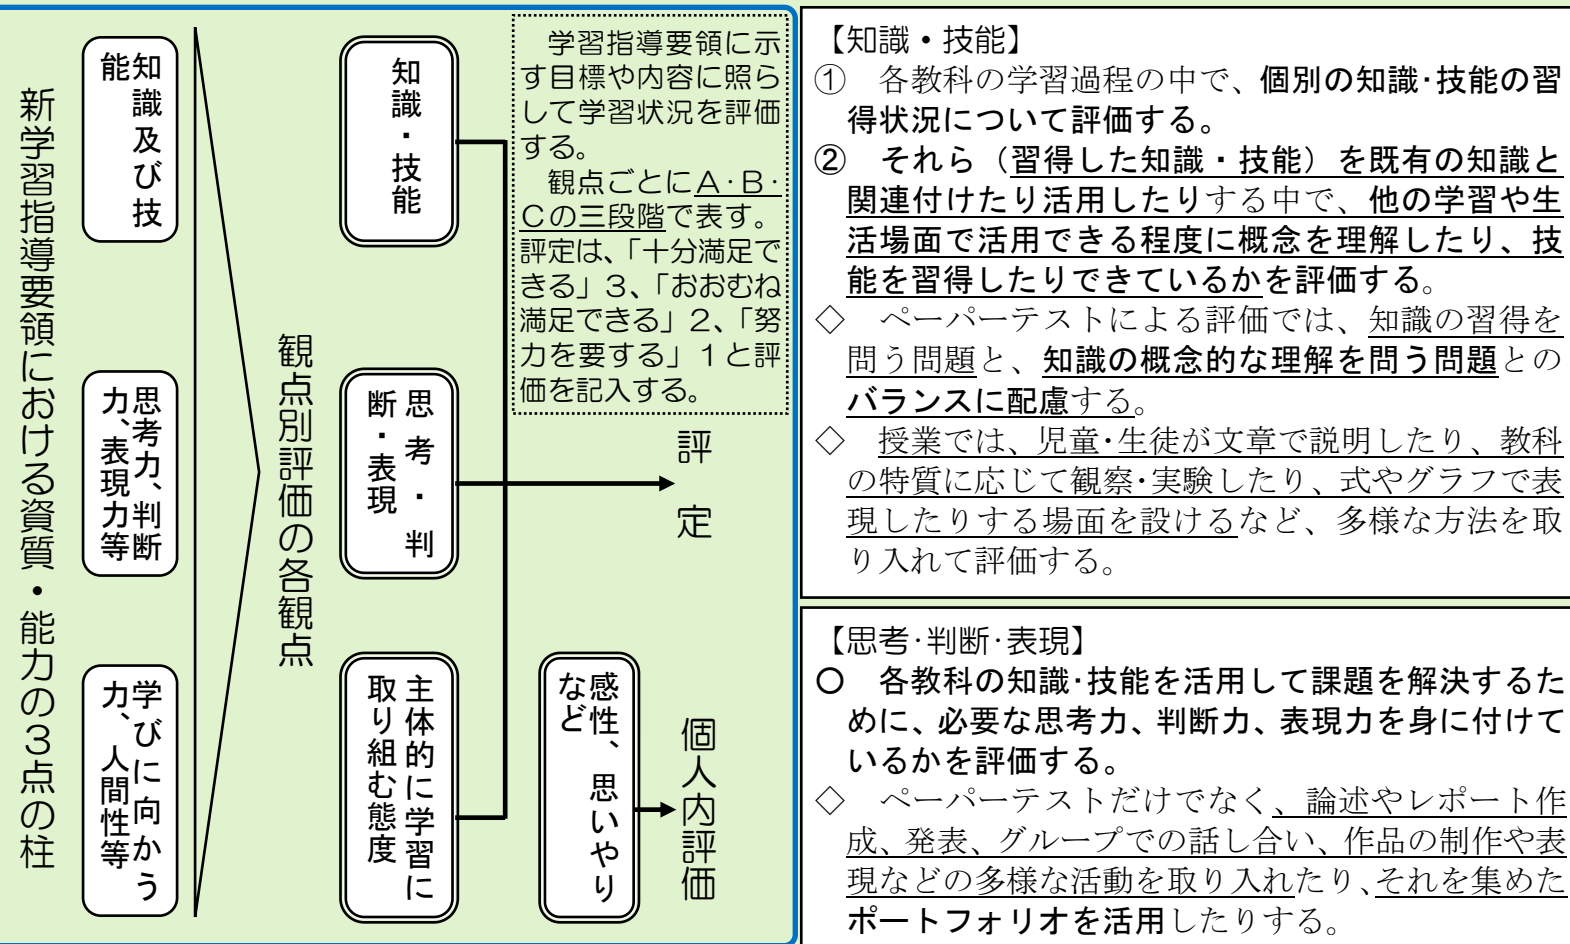 新学習指導要領における資質・能力の3点の柱
知識及び技
能
思考力、判断
力、表現力等
学びに向かう
力、人間性等
観点別評価の各観点
知識・技能
思考・判
断・表現
主体的に学習に
取り組む態度
感性、思いやり
など
学習指導要領に示
す目標や内容に照ら
して学習状況を評価
する。
観点ごとにA・B・
Cの三段階で表す。
評定は、「十分満足で
きる」3、「おおむね
満足できる」2、「努
力を要する」1と評
価を記入する。
評定
個人内評価
【知識・技能】
① 各教科の学習過程の中で、個別の知識・技能の習
得状況について評価する。
② それら（習得した知識・技能）を既有の知識と
関連付けたり活用したりする中で、他の学習や生
活場面で活用できる程度に概念を理解したり、技
能を習得したりできているかを評価する。
◇ ペーパーテストによる評価では、知識の習得を
問う問題と、知識の概念的な理解を問う問題との
バランスに配慮する。
◇ 授業では、児童・生徒が文章で説明したり、教科
の特質に応じて観察・実験したり、式やグラフで表
現したりする場面を設けるなど、多様な方法を取
り入れて評価する。
【思考・判断・表現】
○ 各教科の知識・技能を活用して課題を解決するた
めに、必要な思考力、判断力、表現力を身に付けて
いるかを評価する。
◇ ペーパーテストだけでなく、論述やレポート作
成、発表、グループでの話し合い、作品の制作や表
現などの多様な活動を取り入れたり、それを集めた
ポートフォリオを活用したりする。